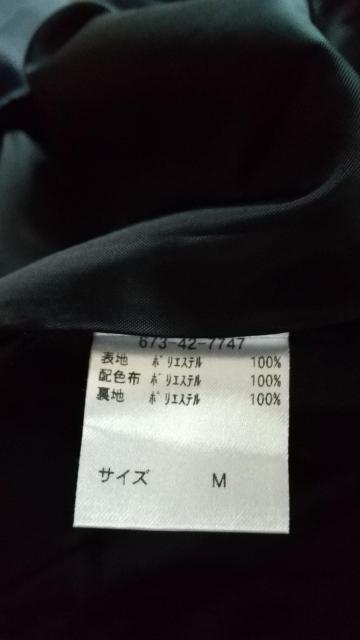 673-42-7747
表地 ポリエステル 100%
配色布 ポリエステル 100%
裏地 ポリエステル 100%
サイズ M